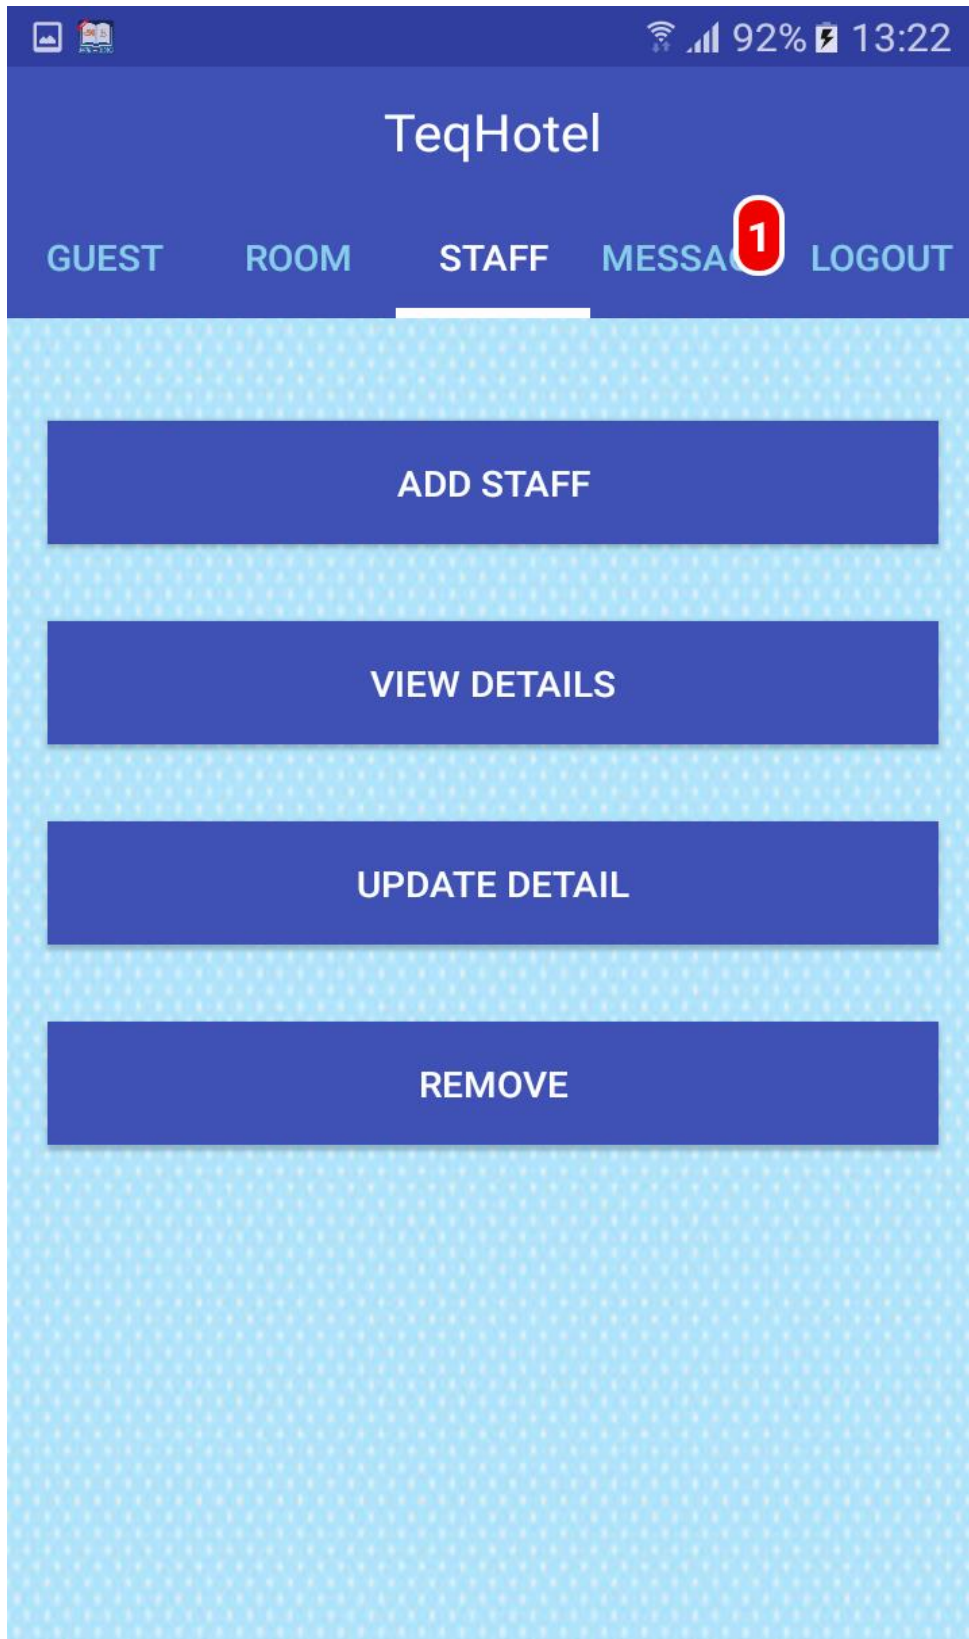 92% 13:22
TeqHotel
GUEST ROOM STAFF MESSA 1 LOGOUT
ADD STAFF
VIEW DETAILS
UPDATE DETAIL
REMOVE